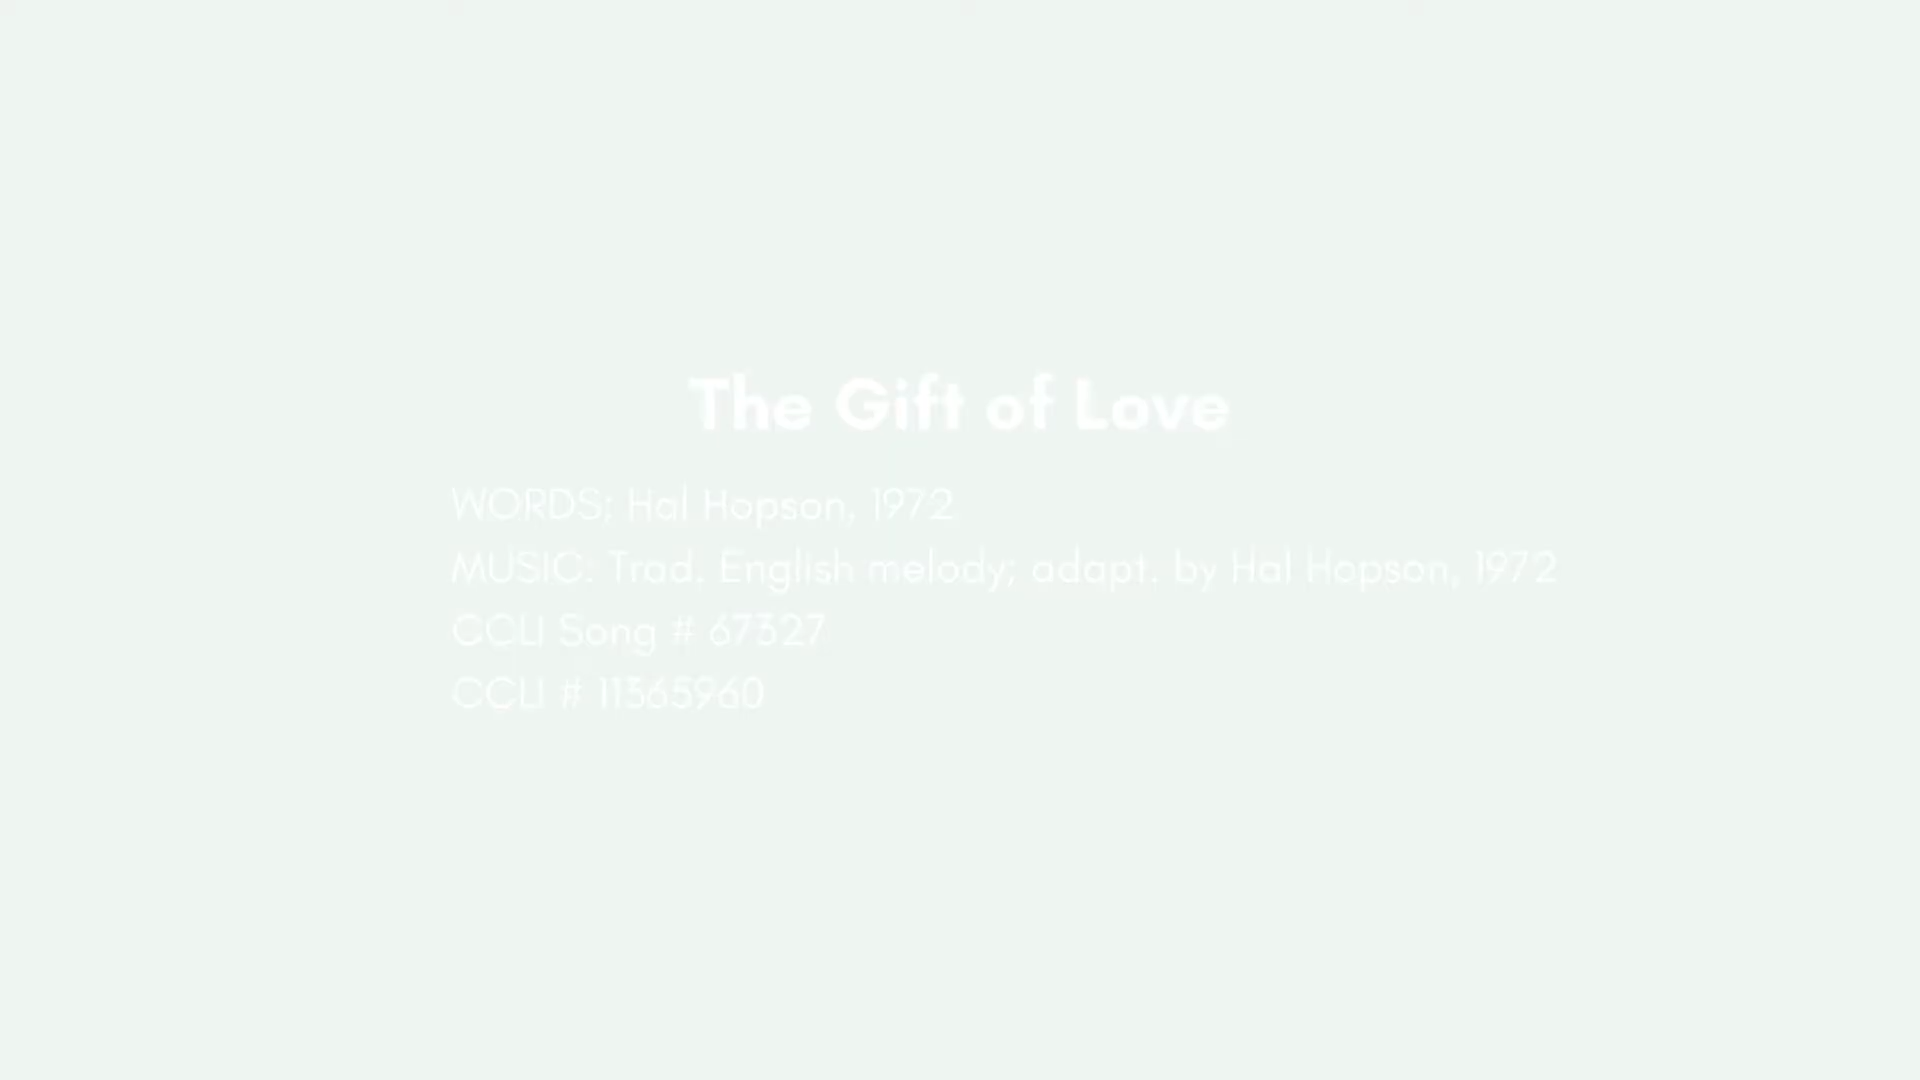 The Gift of Love
WORDS; Hal Hopson, 1972
MUSIC: Trad. English melody; adapt. by Hal Hopson, 1972
CCLI Song # 67327
CCLI # 11365960